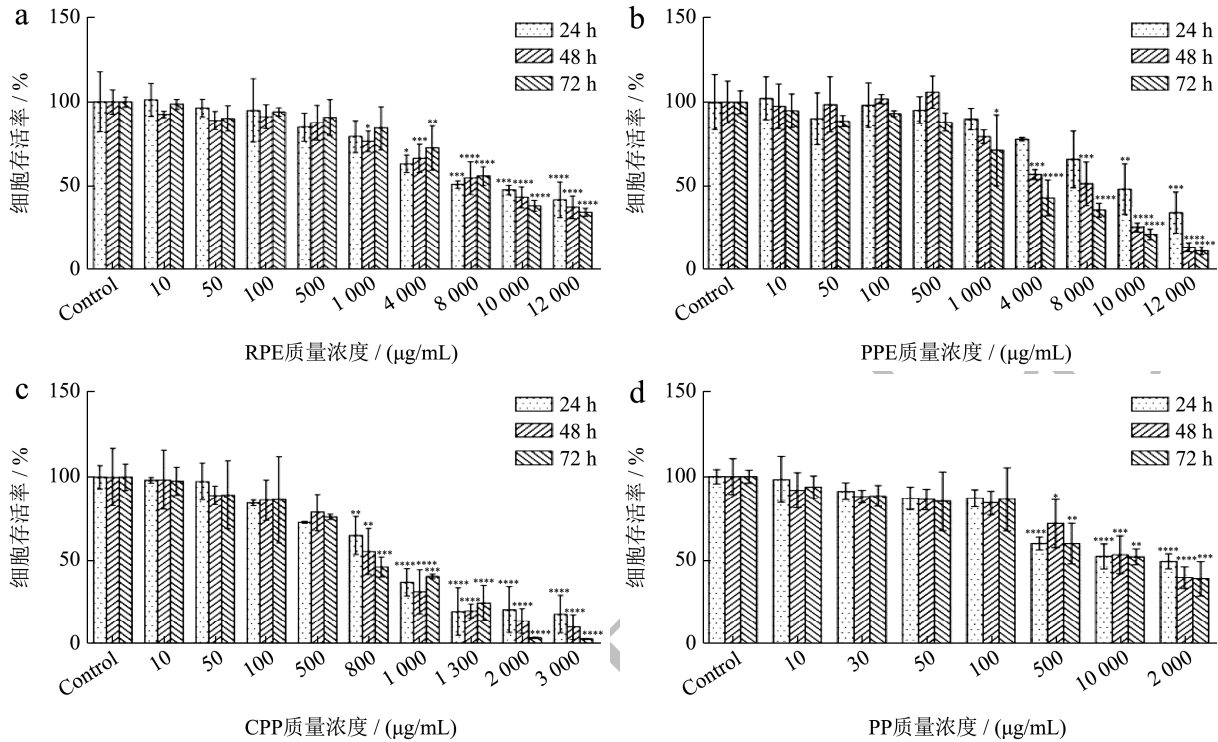 a
150
100
50
0
细胞存活率 / %
24 h
48 h
72 h
* *** ** *** **** **** *** **** **** **** **** ****
*
Control 10 50 100 500 1 000 4 000 8 000 10 000 12 000
RPE质量浓度 / (μg/mL)
b
150
100
50
0
细胞存活率 / %
24 h
48 h
72 h
* *** **** *** **** ** **** **** *** **** ****
Control 10 50 100 500 1 000 4 000 8 000 10 000 12 000
PPE质量浓度 / (μg/mL)
c
150
100
50
0
细胞存活率 / %
24 h
48 h
72 h
** ** *** **** **** *** **** **** **** **** **** **** **** **** ****
Control 10 50 100 500 800 1 000 1 300 2 000 3 000
CPP质量浓度 / (μg/mL)
d
150
100
50
0
细胞存活率 / %
24 h
48 h
72 h
**** * ** **** *** ** **** **** ***
Control 10 30 50 100 500 10 000 2 000
PP质量浓度 / (μg/mL)